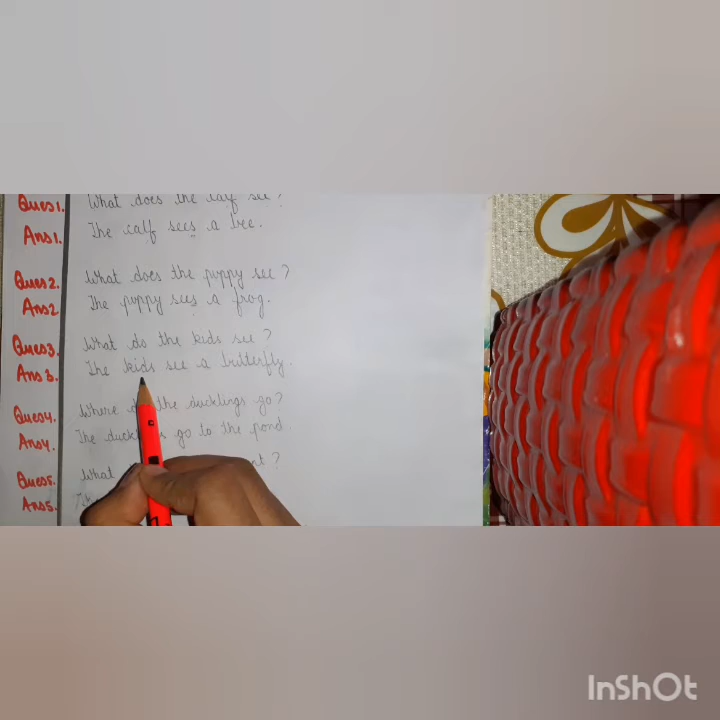 Ques1. What does the calf see?
Ans1. The calf sees a bee.
Ques2. What does the puppy see?
Ans2 The puppy sees a frog.
Ques3. What do the kids see?
Ans3. The kids see a butterfly.
Ques4. Where the ducklings go?
Ans4. The go to the pond.
Ques5. What ?
Ans5.
InShOt